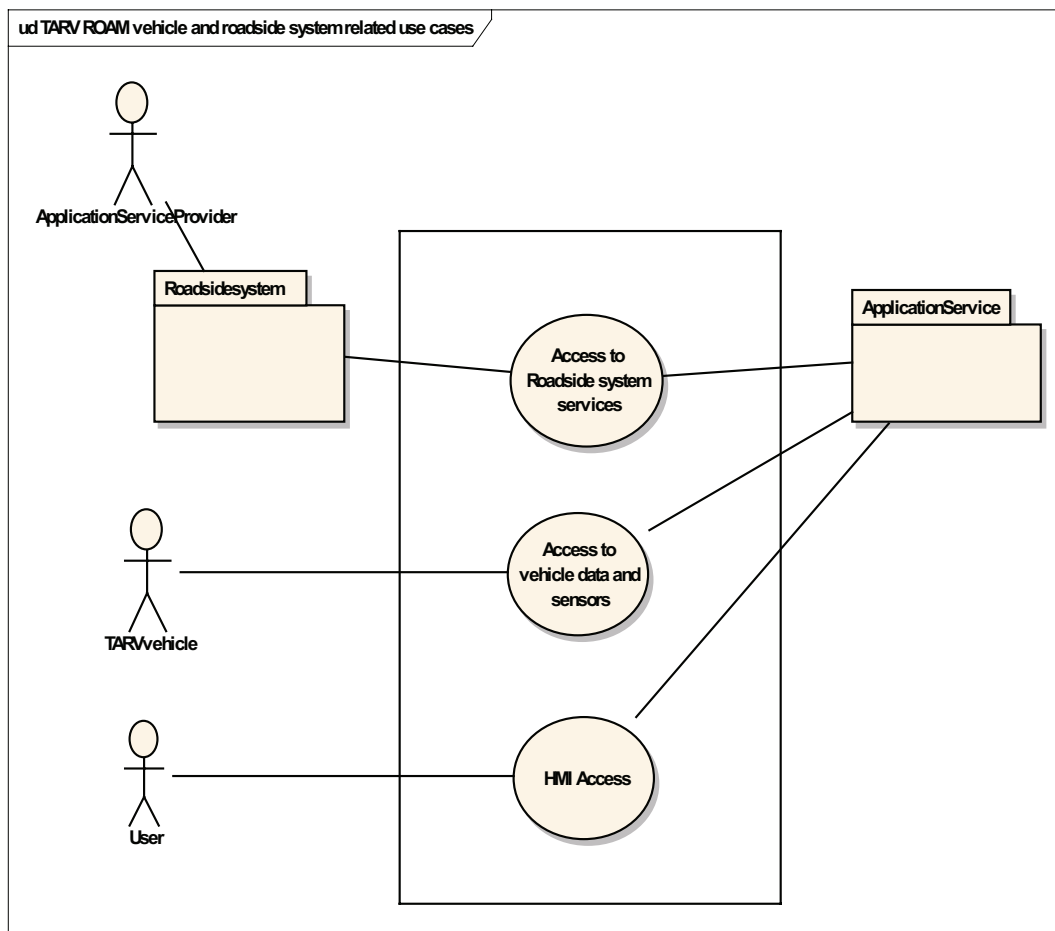 ud TARV ROAM vehicle and roadside system related use cases
ApplicationServiceProvider
Roadsidesystem
ApplicationService
Access to
Roadside system
services
Access to
vehicle data and
sensors
TARVvehicle
HMI Access
User